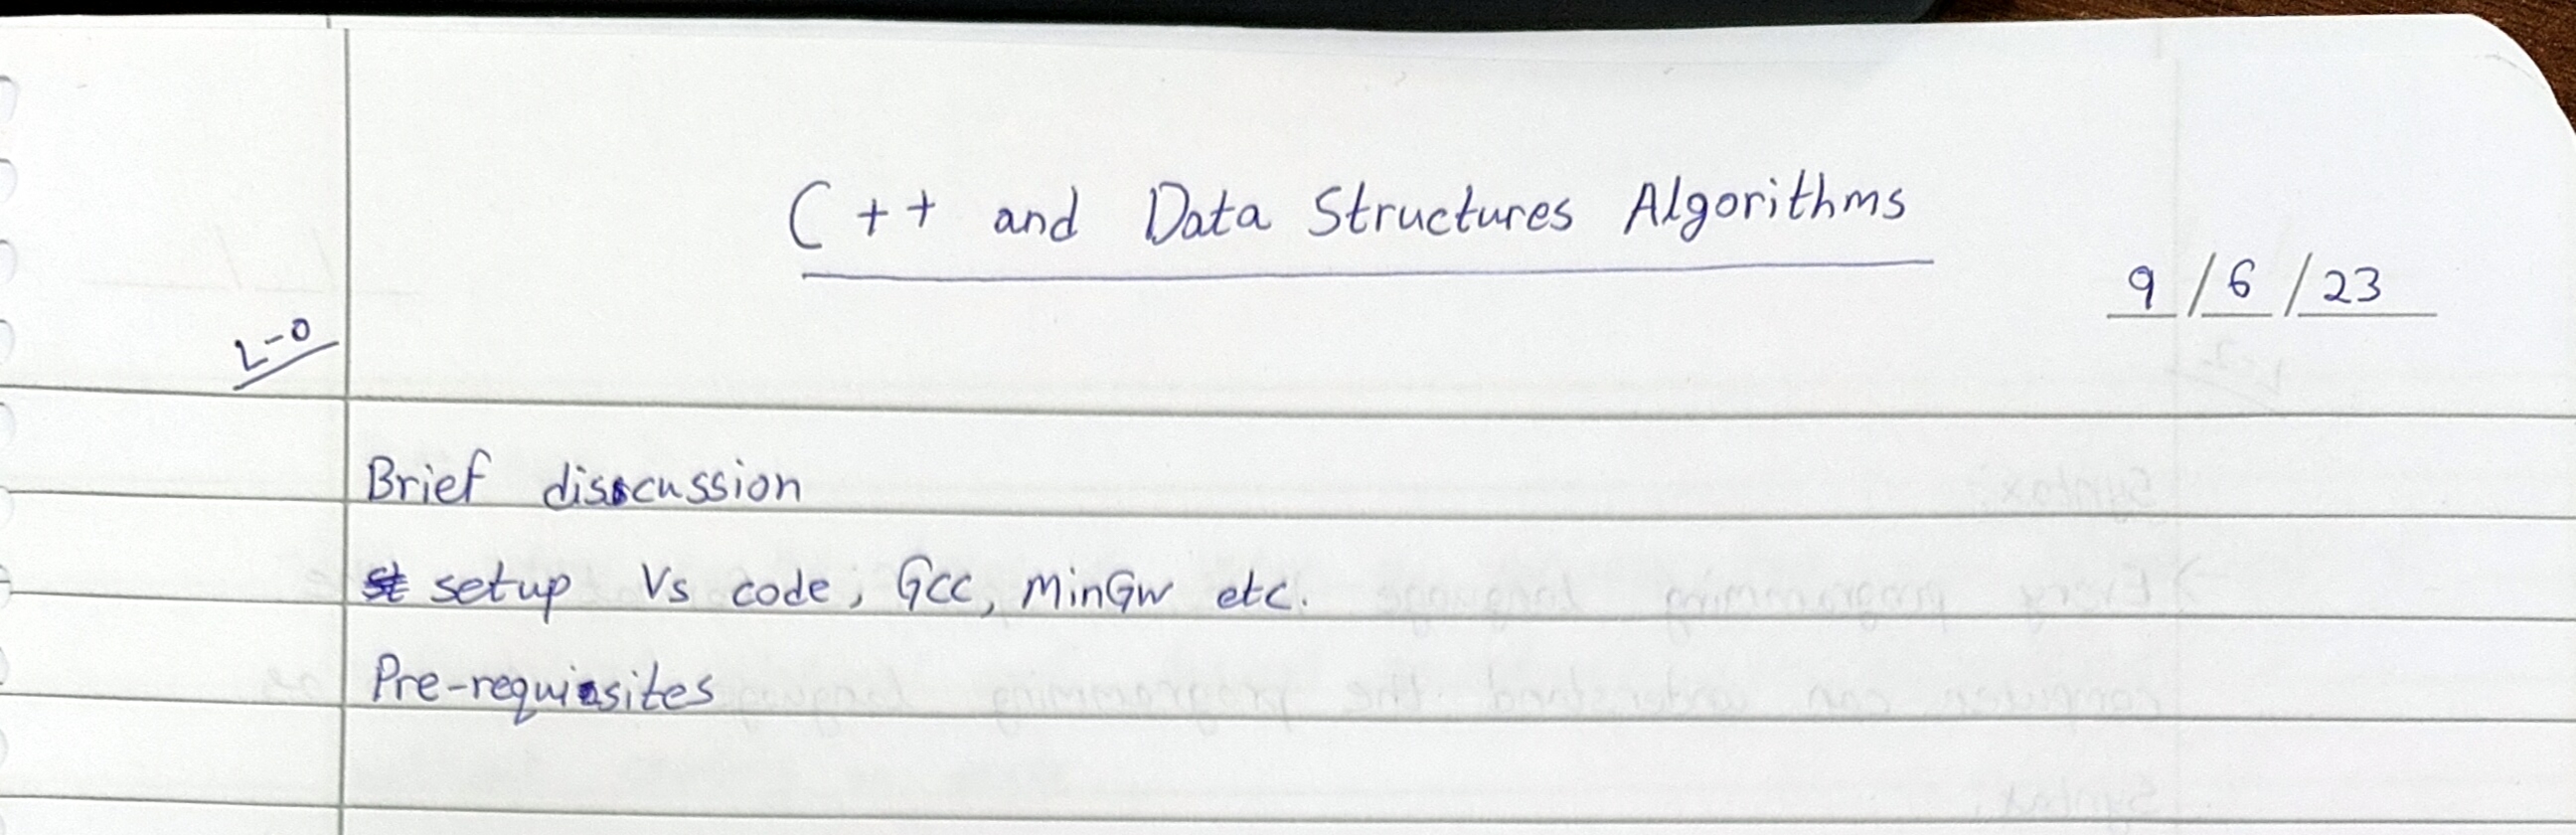 C++ and Data Structures Algorithms
9/6/23
L-0
Brief discussion
setup Vs code, Gcc, MinGw etc.
Pre-requisites